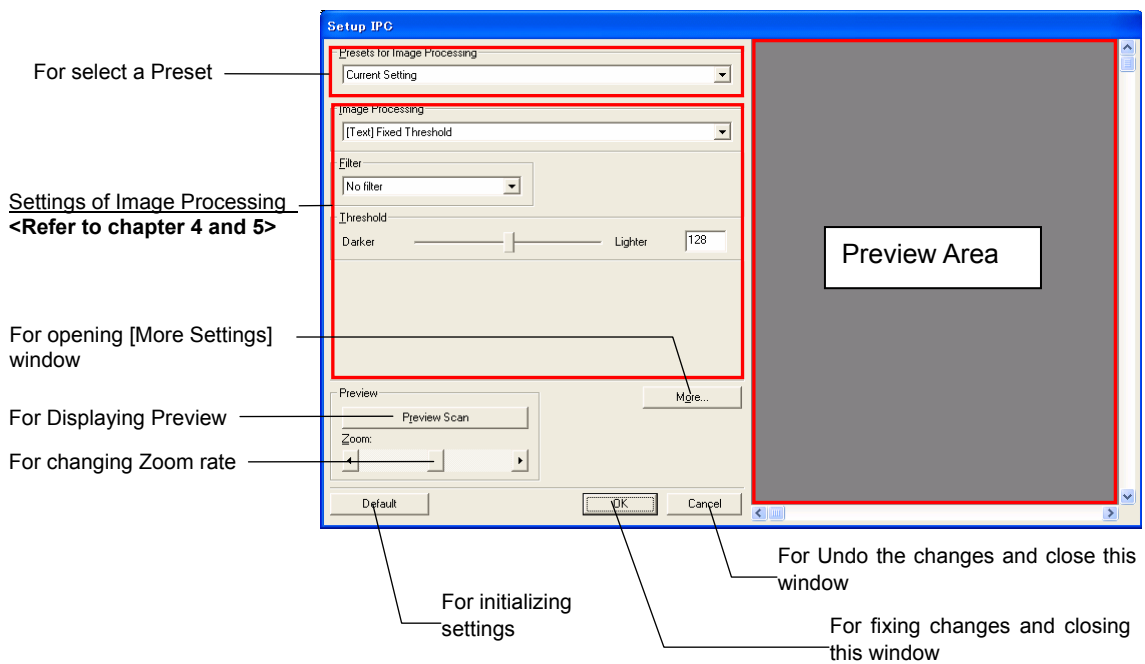 Setup IPC
Presets for Image Processing
For select a Preset
Current Setting
Image Processing
[Text] Fixed Threshold
Filter
No filter
Settings of Image Processing
<Refer to chapter 4 and 5>
Threshold
Darker
Lighter
128
Preview Area
For opening [More Settings]
window
Preview
More...
For Displaying Preview
Preview Scan
Zoom:
For changing Zoom rate
Default
OK
Cancel
For Undo the changes and close this
window
For initializing
settings
For fixing changes and closing
this window